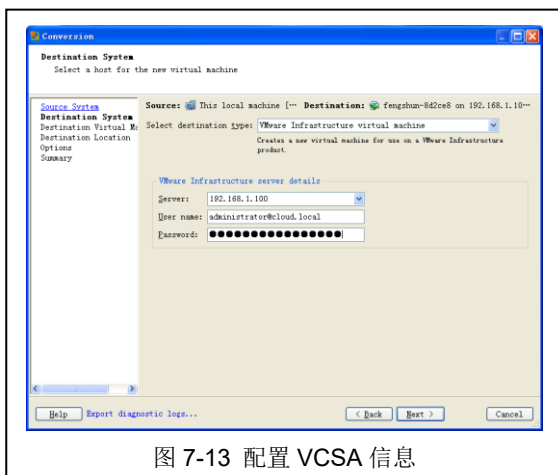 Conversion
Destination System
Select a host for the new virtual machine
Source System
Destination System
Destination Virtual Ma
Destination Location
Options
Summary
Source: This local machine [··· Destination: fengshun-8d2ce8 on 192.168.1.10···
Select destination type: VMware Infrastructure virtual machine
Creates a new virtual machine for use on a VMware Infrastructure
product.
VMware Infrastructure server details
Server: 192.168.1.100
User name: administrator@cloud.local
Password: ●●●●●●●●●●●●●●●●
Help Export diagnostic logs... < Back Next > Cancel
图 7-13 配置 VCSA 信息